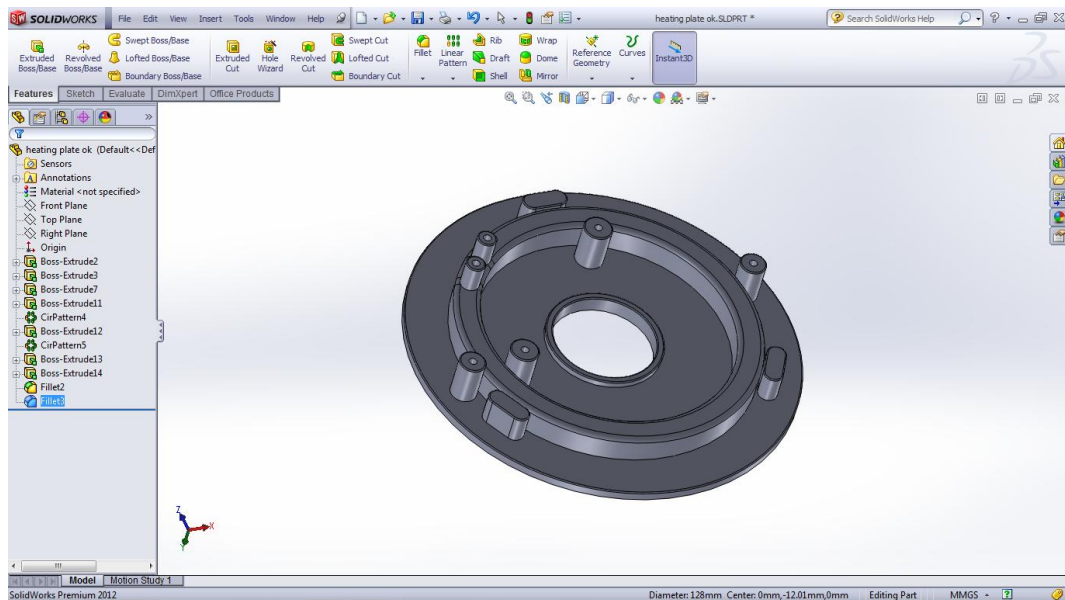 SOLIDWORKS File Edit View Insert Tools Window Help heating plate ok.SLDPRT * Search SolidWorks Help
Extruded Boss/Base
Revolved Boss/Base
Swept Boss/Base
Lofted Boss/Base
Boundary Boss/Base
Extruded Cut
Hole Wizard
Revolved Cut
Swept Cut
Lofted Cut
Boundary Cut
Fillet
Linear Pattern
Rib
Draft
Shell
Wrap
Dome
Mirror
Reference Geometry
Curves
Instant3D
Features Sketch Evaluate DimXpert Office Products
heating plate ok (Default<<Def
Sensors
Annotations
Material <not specified>
Front Plane
Top Plane
Right Plane
Origin
Boss-Extrude2
Boss-Extrude3
Boss-Extrude7
Boss-Extrude11
CirPattern4
Boss-Extrude12
CirPattern5
Boss-Extrude13
Boss-Extrude14
Fillet2
Fillet3
Z
X
Y
Model Motion Study 1
SolidWorks Premium 2012 Diameter: 128mm Center: 0mm,-12.01mm,0mm Editing Part MMGS